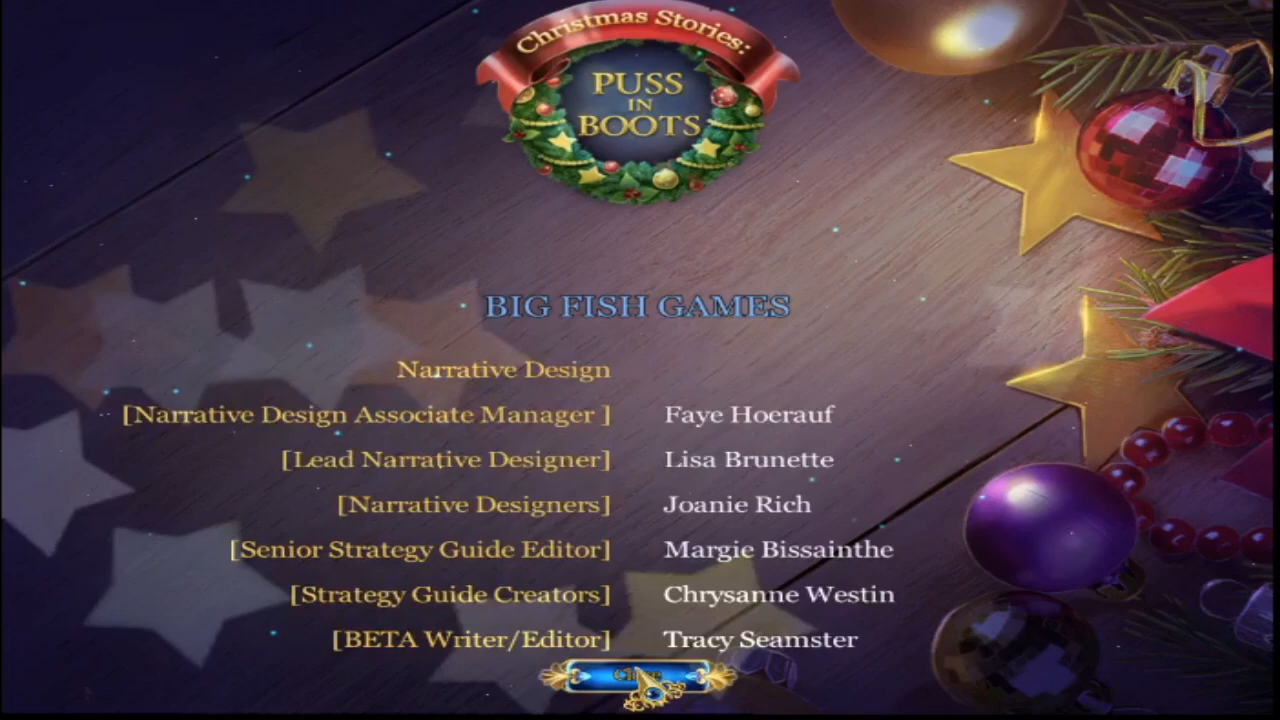 Christmas Stories:
PUSS
IN
BOOTS
BIG FISH GAMES
Narrative Design
[Narrative Design Associate Manager ] Faye Hoerauf
[Lead Narrative Designer] Lisa Brunette
[Narrative Designers] Joanie Rich
[Senior Strategy Guide Editor] Margie Bissainthe
[Strategy Guide Creators] Chrysanne Westin
[BETA Writer/Editor] Tracy Seamster